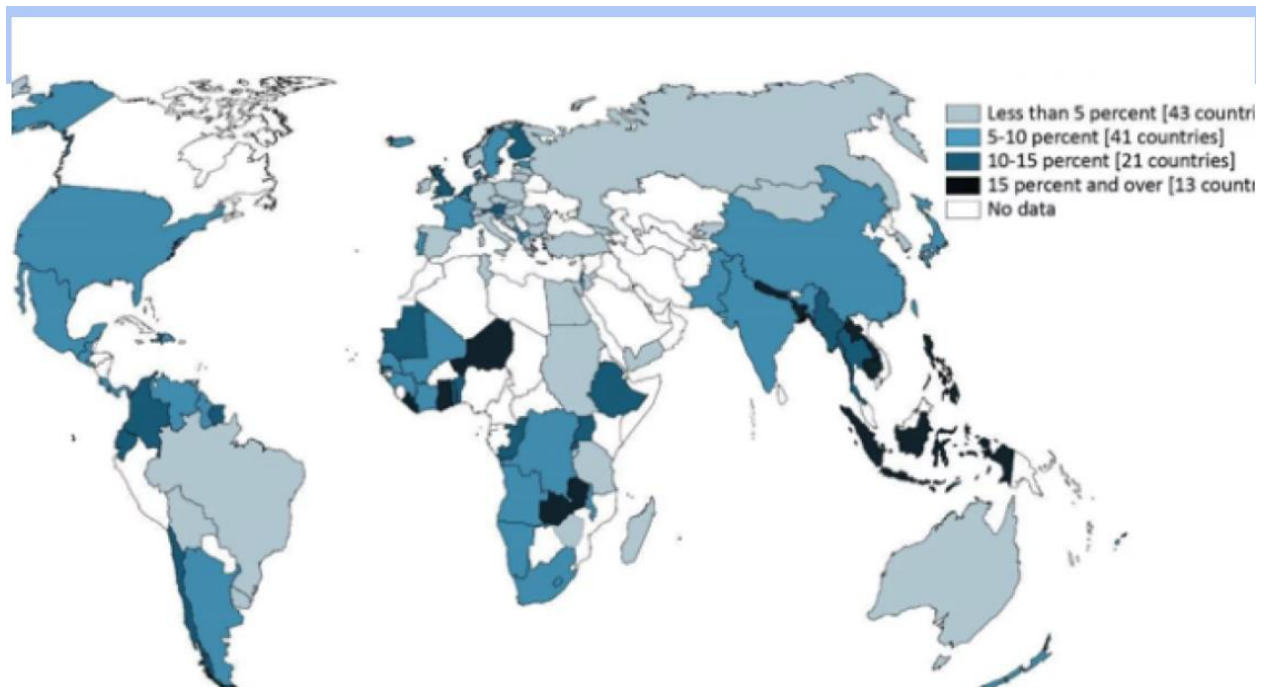 Less than 5 percent [43 countri
5-10 percent [41 countries]
10-15 percent [21 countries]
15 percent and over [13 count
No data